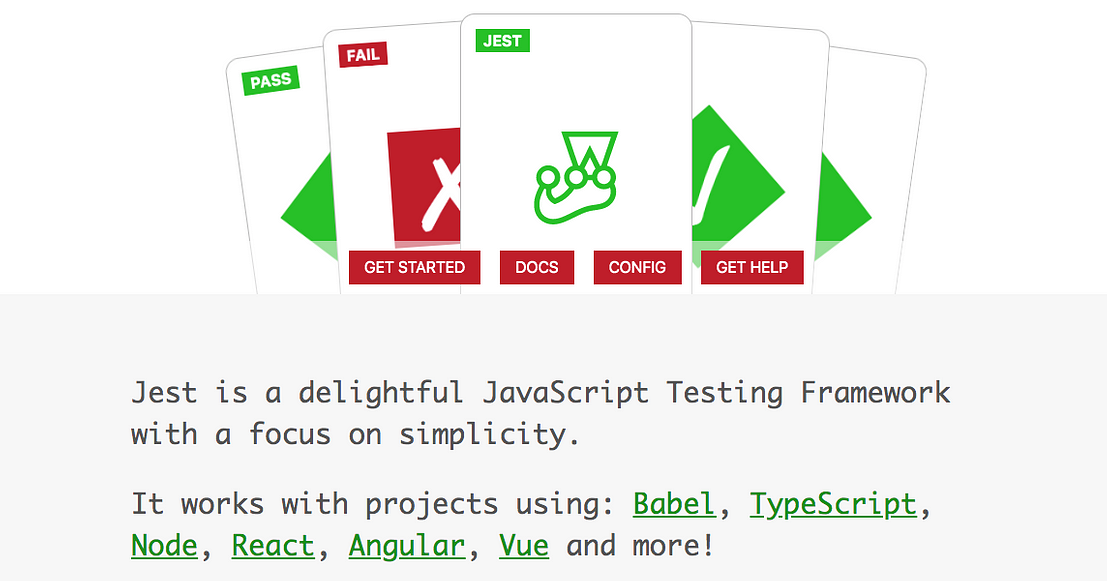 PASS
FAIL
JEST
GET STARTED
DOCS
CONFIG
GET HELP
Jest is a delightful JavaScript Testing Framework
with a focus on simplicity.
It works with projects using: Babel, TypeScript,
Node, React, Angular, Vue and more!